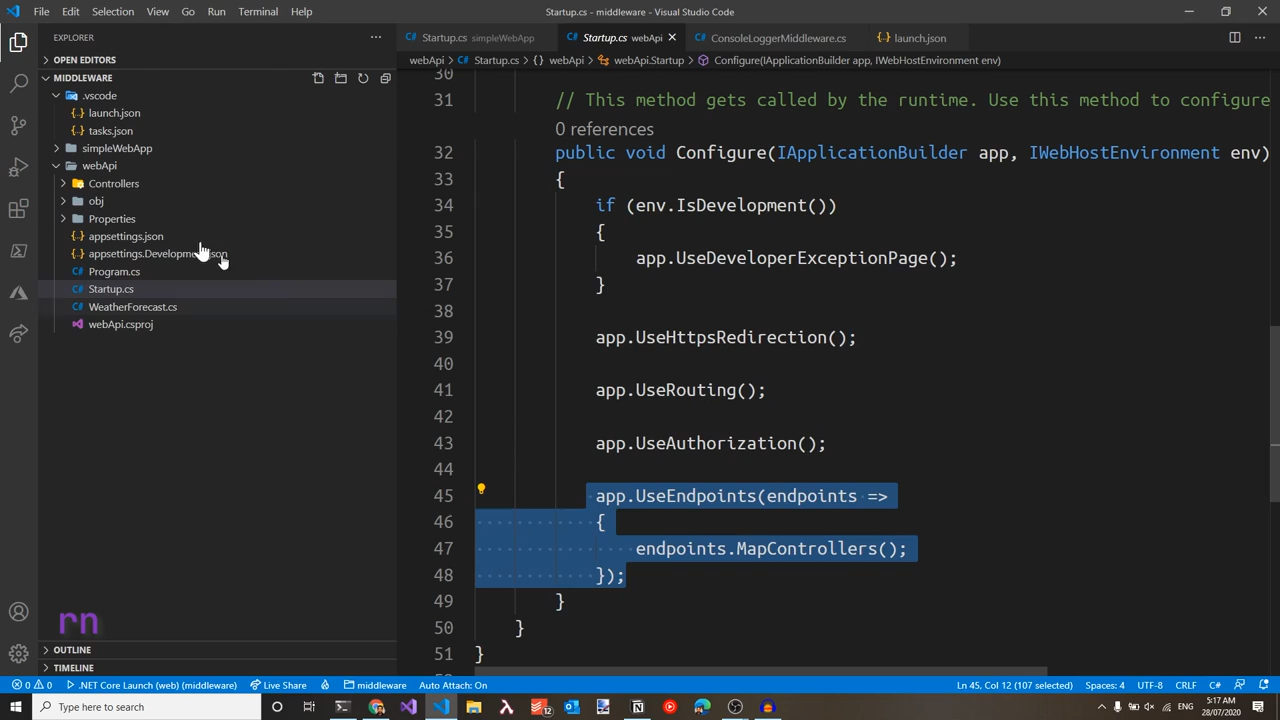 File Edit Selection View Go Run Terminal Help
Startup.cs - middleware - Visual Studio Code
EXPLORER
Startup.cs simpleWebApp
Startup.cs webApi
ConsoleLoggerMiddleware.cs
launch.json
OPEN EDITORS
webApi Startup.cs {} webApi webApi.Startup Configure(IApplicationBuilder app, IWebHostEnvironment env)
MIDDLEWARE
.vscode
launch.json
tasks.json
simpleWebApp
webApi
Controllers
obj
Properties
appsettings.json
Program.cs
Startup.cs
WeatherForecast.cs
webApi.csproj
OUTLINE
TIMELINE
30
31 // This method gets called by the runtime. Use this method to configure
0 references
32 public void Configure(IApplicationBuilder app, IWebHostEnvironment env)
33 {
34 if (env.IsDevelopment())
35 {
36 app.UseDeveloperExceptionPage();
37 }
38
39 app.UseHttpsRedirection();
40
41 app.UseRouting();
42
43 app.UseAuthorization();
44
45 app.UseEndpoints(endpoints =>
46 {
47 endpoints.MapControllers();
48 });
49 }
50 }
51 }
rn
0 0 .NET Core Launch (web) (middleware) Live Share middleware Auto Attach: On Ln 45, Col 12 (107 selected) Spaces: 4 UTF-8 CRLF C#
Type here to search
12
5:17 AM
28/07/2020